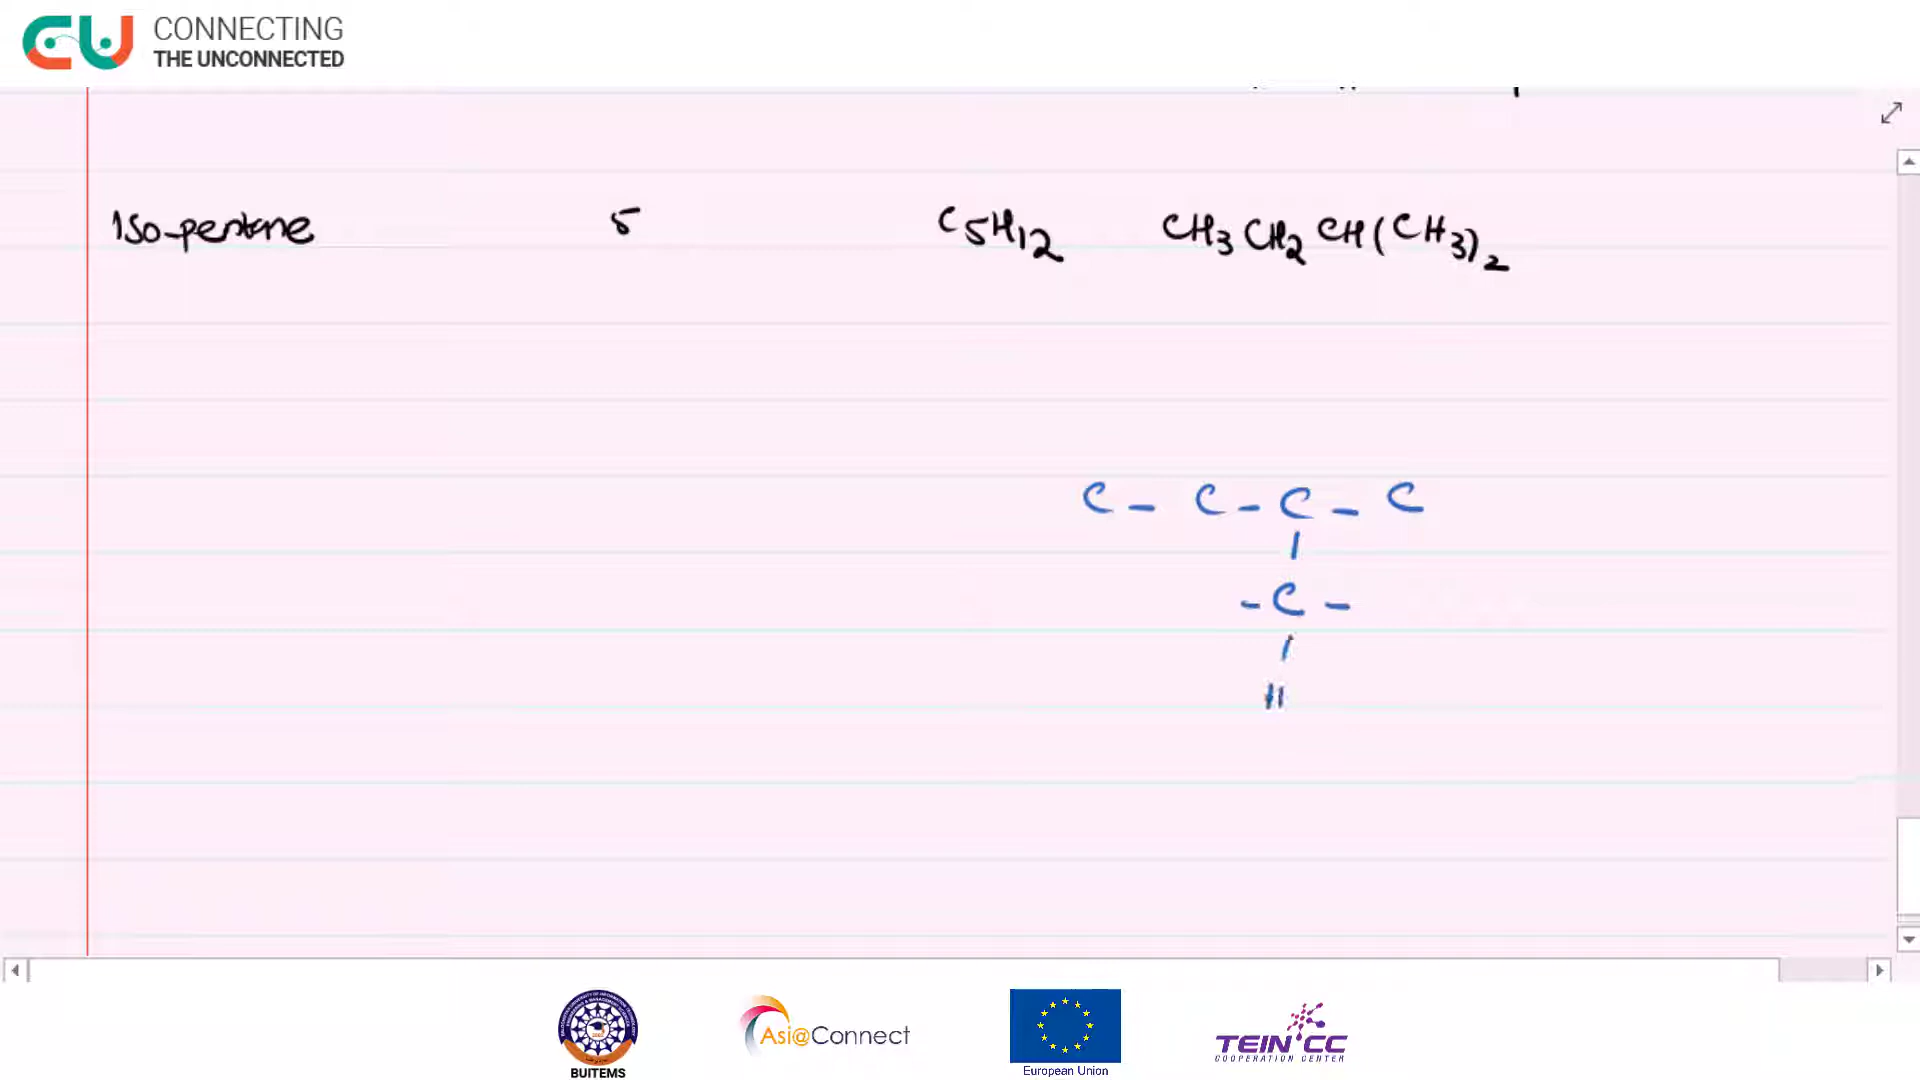 CONNECTING
THE UNCONNECTED
Iso-pentane 5 C5H12 CH3 CH2 CH(CH3)2
C - C - C - C
|
- C -
|
H
BUITEMS
Asi@Connect
European Union
TEIN*CC
COOPERATION CENTER